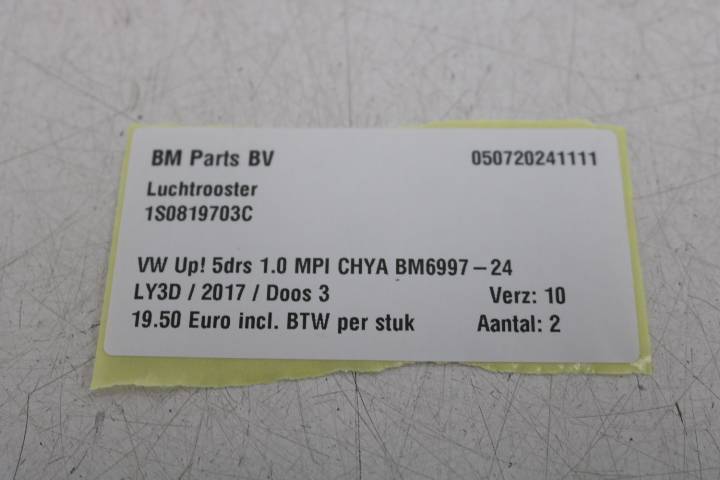 BM Parts BV 050720241111
Luchtrooster
1S0819703C
VW Up! 5drs 1.0 MPI CHYA BM6997-24
LY3D / 2017 / Doos 3 Verz: 10
19.50 Euro incl. BTW per stuk Aantal: 2